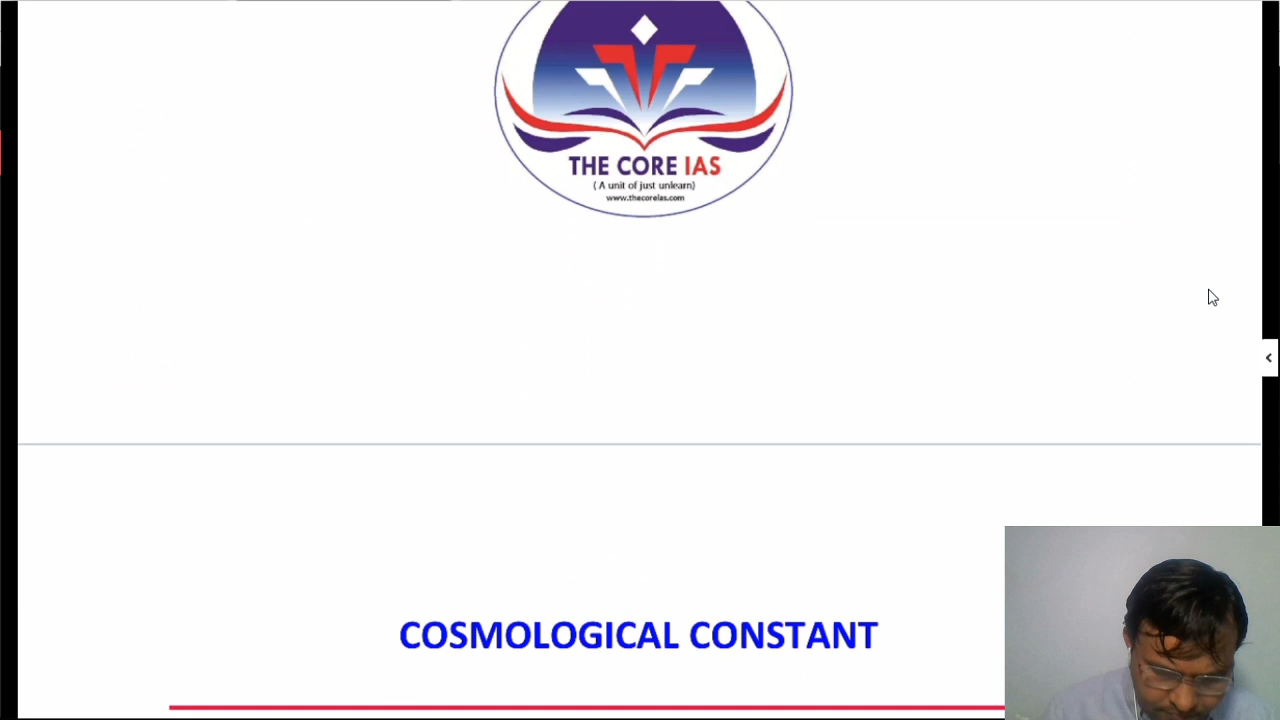 THE CORE IAS
( A unit of just unlearn)
www.thecoreias.com
COSMOLOGICAL CONSTANT